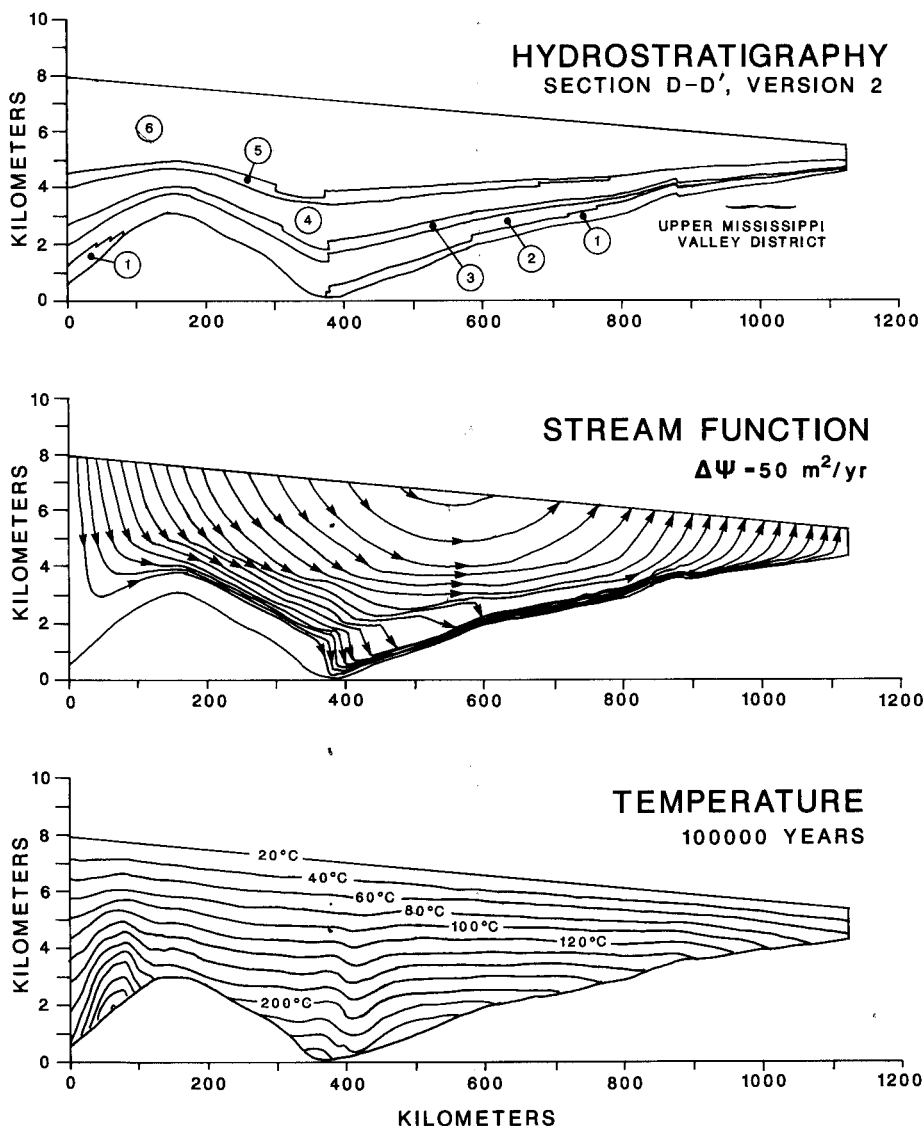 HYDROSTRATIGRAPHY
SECTION D-D', VERSION 2
KILOMETERS
10
8
6
4
2
0
6
5
4
3
2
1
1
UPPER MISSISSIPPI
VALLEY DISTRICT
0 200 400 600 800 1000 1200
STREAM FUNCTION
ΔΨ = 50 m²/yr
KILOMETERS
10
8
6
4
2
0
0 200 400 600 800 1000 1200
TEMPERATURE
100000 YEARS
KILOMETERS
10
8
6
4
2
0
20°C
40°C
60°C
80°C
100°C
120°C
200°C
0 200 400 600 800 1000 1200
KILOMETERS